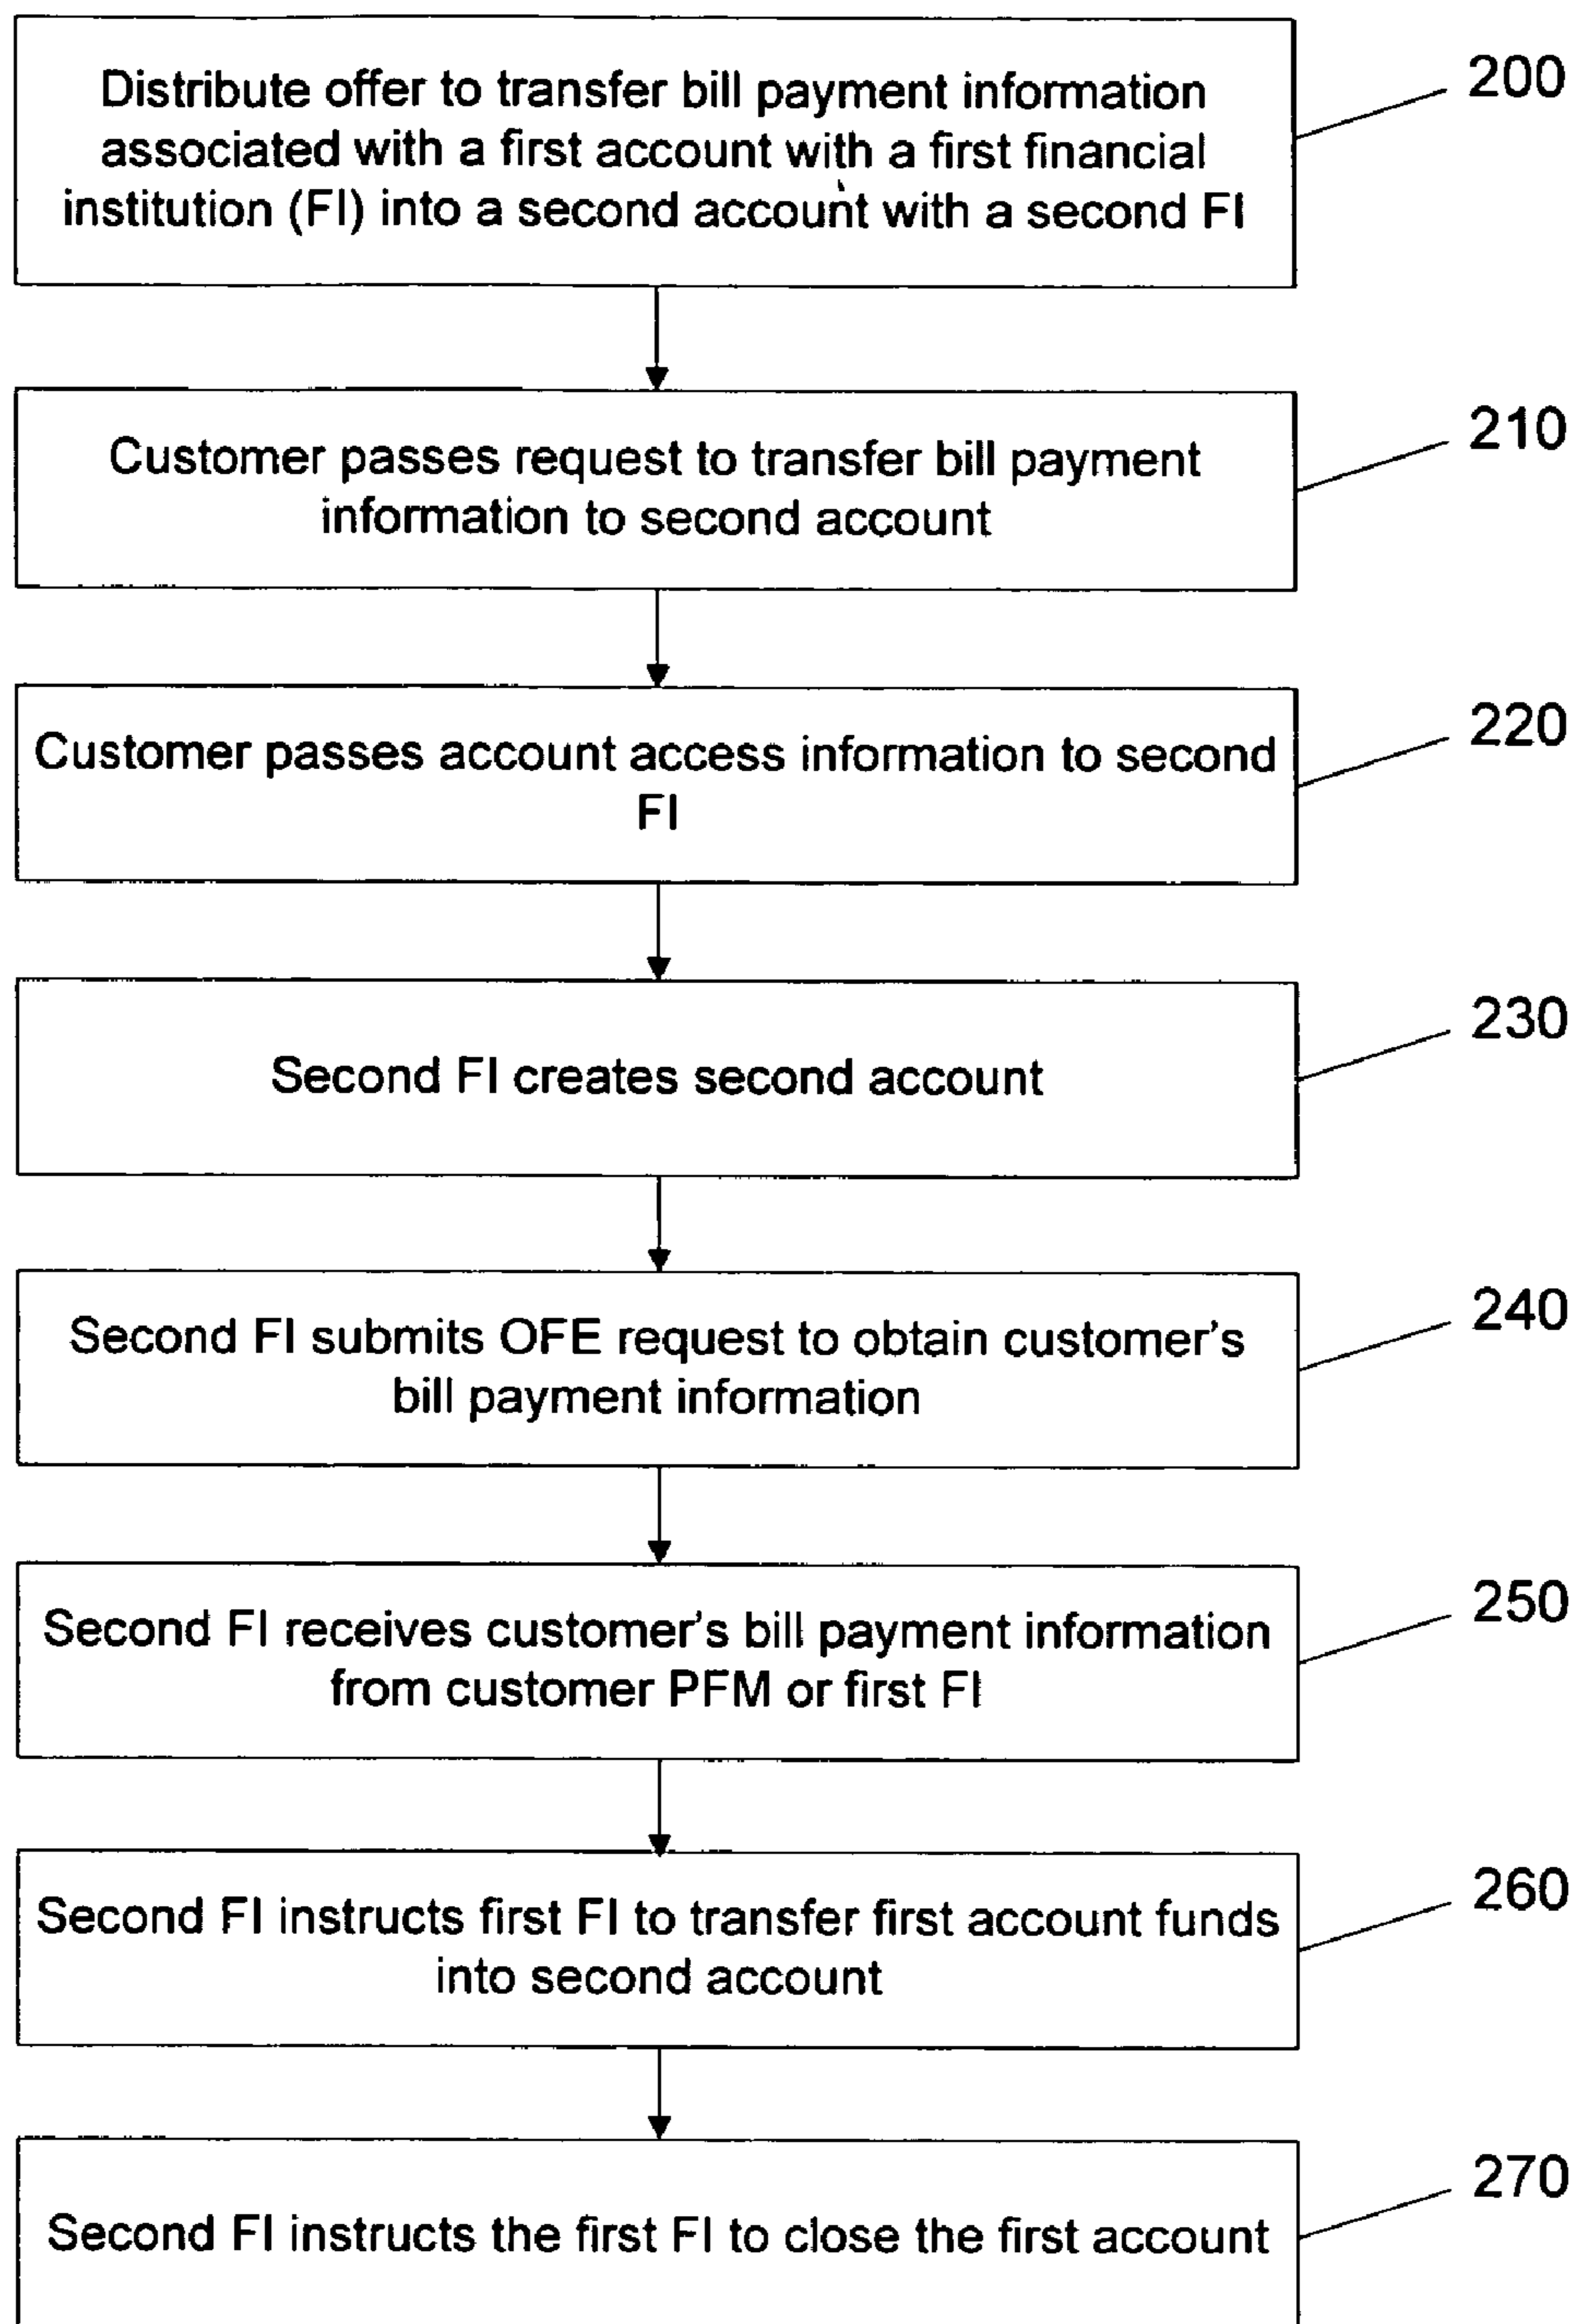 Distribute offer to transfer bill payment information
associated with a first account with a first financial
institution (FI) into a second account with a second FI
200
Customer passes request to transfer bill payment
information to second account
210
Customer passes account access information to second
FI
220
Second FI creates second account
230
Second FI submits OFE request to obtain customer's
bill payment information
240
Second FI receives customer's bill payment information
from customer PFM or first FI
250
Second FI instructs first FI to transfer first account funds
into second account
260
Second FI instructs the first FI to close the first account
270